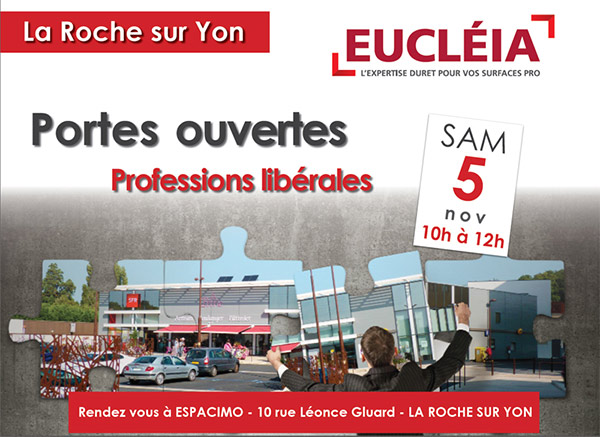 La Roche sur Yon
EUCLÉIA
L'EXPERTISE DURET POUR VOS SURFACES PRO
Portes ouvertes
Professions libérales
SAM
5
nov
10h à 12h
Rendez vous à ESPACIMO - 10 rue Léonce Gluard - LA ROCHE SUR YON